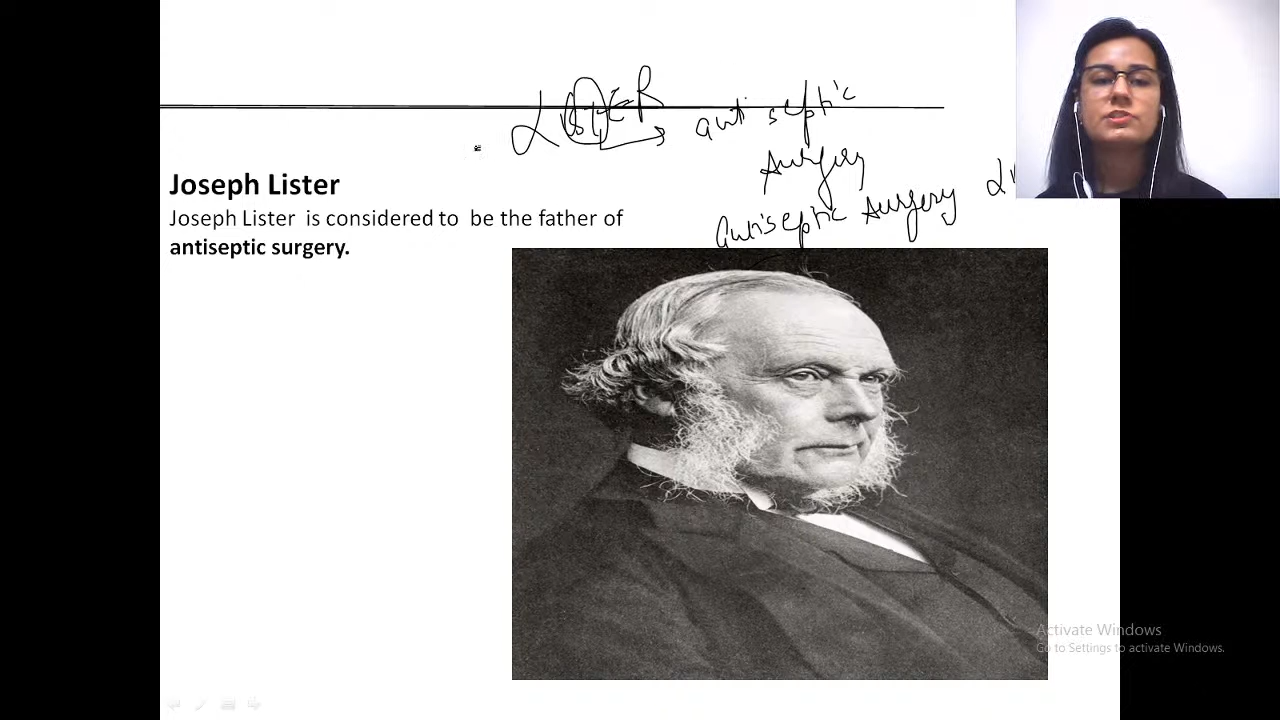 LISTER
antiseptic
surgery
Joseph Lister
antiseptic surgery
Joseph Lister is considered to be the father of
antiseptic surgery.
Activate Windows
Go to Settings to activate Windows.